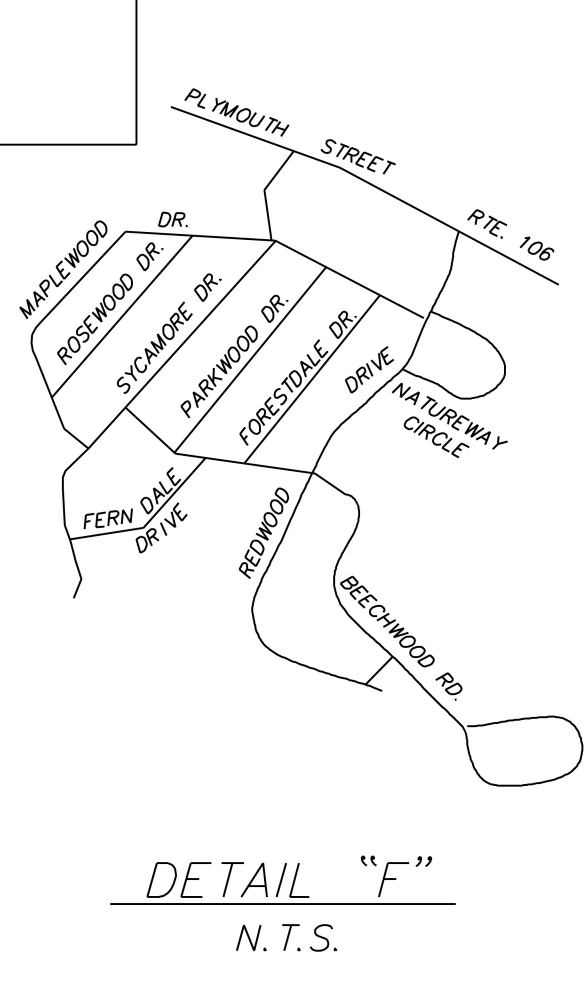 PLYMOUTH STREET RTE. 106
MAPLEWOOD DR.
ROSEWOOD DR.
SYCAMORE DR.
PARKWOOD DR.
FORESTDALE DR.
REDWOOD DRIVE
NATUREWAY
CIRCLE
FERN DALE
DRIVE
BEECHWOOD RD.
DETAIL “F”
N.T.S.